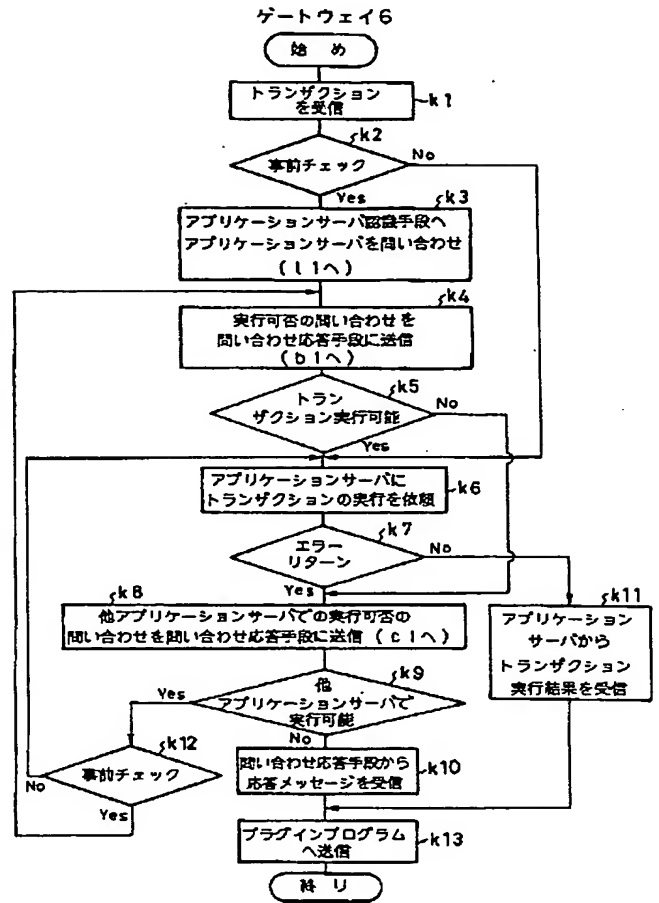 ゲートウェイ6
始 め
トランザクション
を受信
k1
k2
事前チェック
No
Yes
k3
アプリケーションサーバ認識手段へ
アプリケーションサーバを問い合わせ
(l1へ)
k4
実行可否の問い合わせを
問い合わせ応答手段に送信
(b1へ)
k5
トラン
ザクション実行可能
No
Yes
アプリケーションサーバに
トランザクションの実行を依頼
k6
k7
エラー
リターン
No
Yes
k8
他アプリケーションサーバでの実行可否の
問い合わせを問い合わせ応答手段に送信(c1へ)
k11
アプリケーション
サーバから
トランザクション
実行結果を受信
k9
他
アプリケーションサーバで
実行可能
Yes
No
k12
事前チェック
No
Yes
問い合わせ応答手段から
応答メッセージを受信
k10
プラグインプログラム
へ送信
k13
終 り